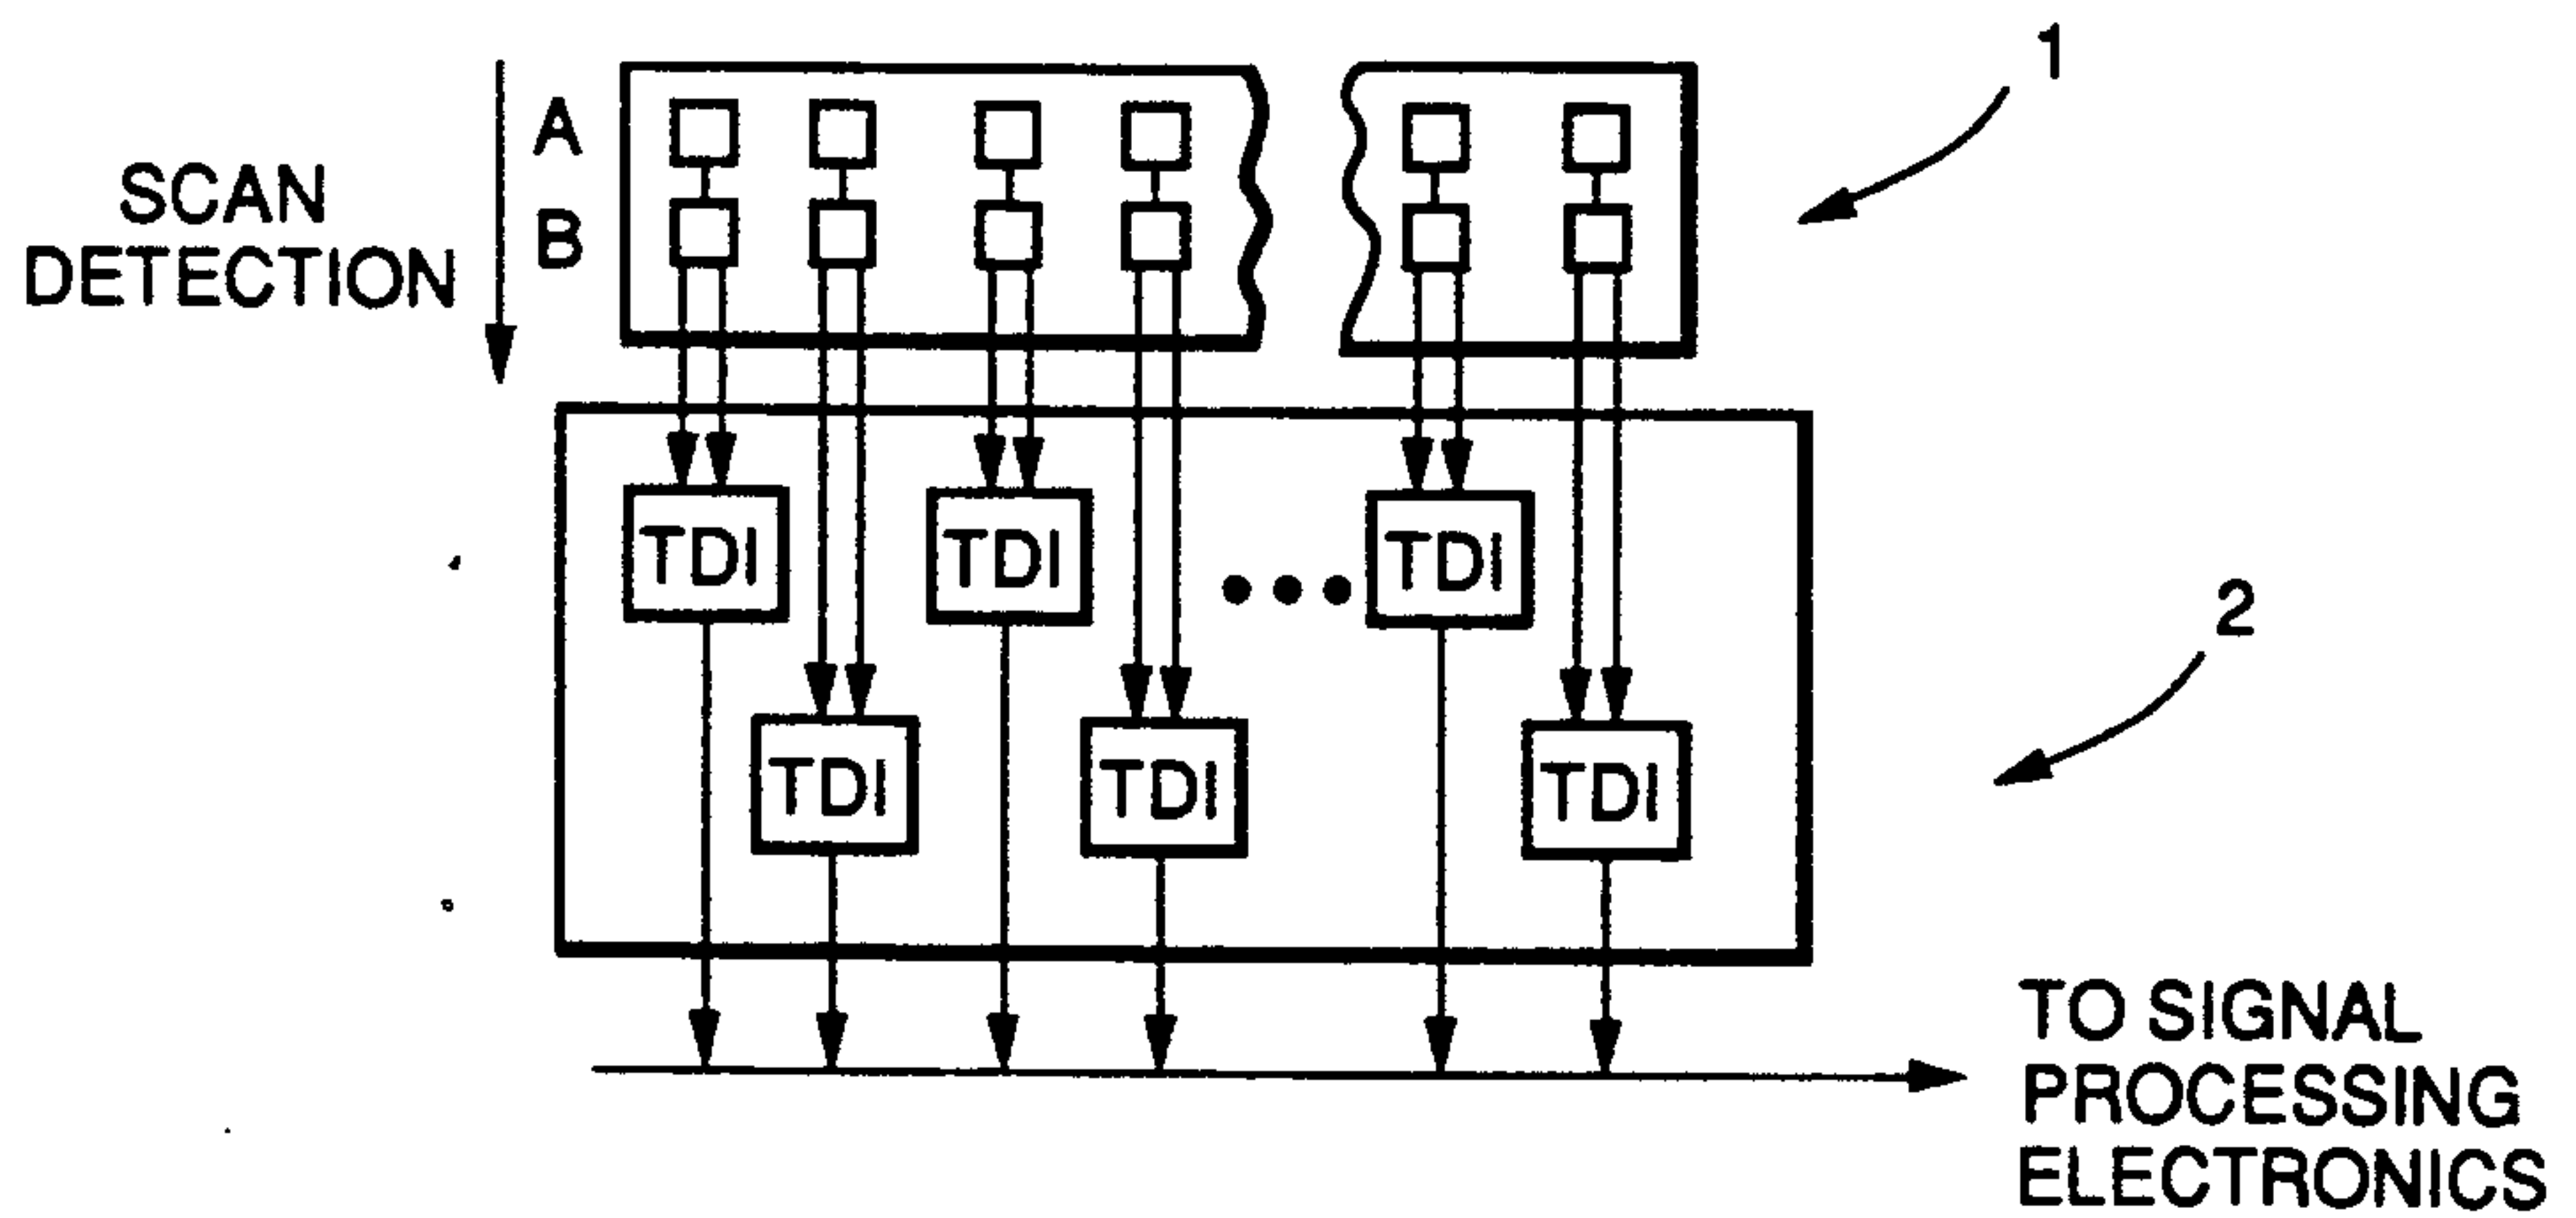 1
A
SCAN
B
DETECTION
TDI
TDI
TDI
2
TDI
TDI
TDI
TO SIGNAL
PROCESSING
ELECTRONICS